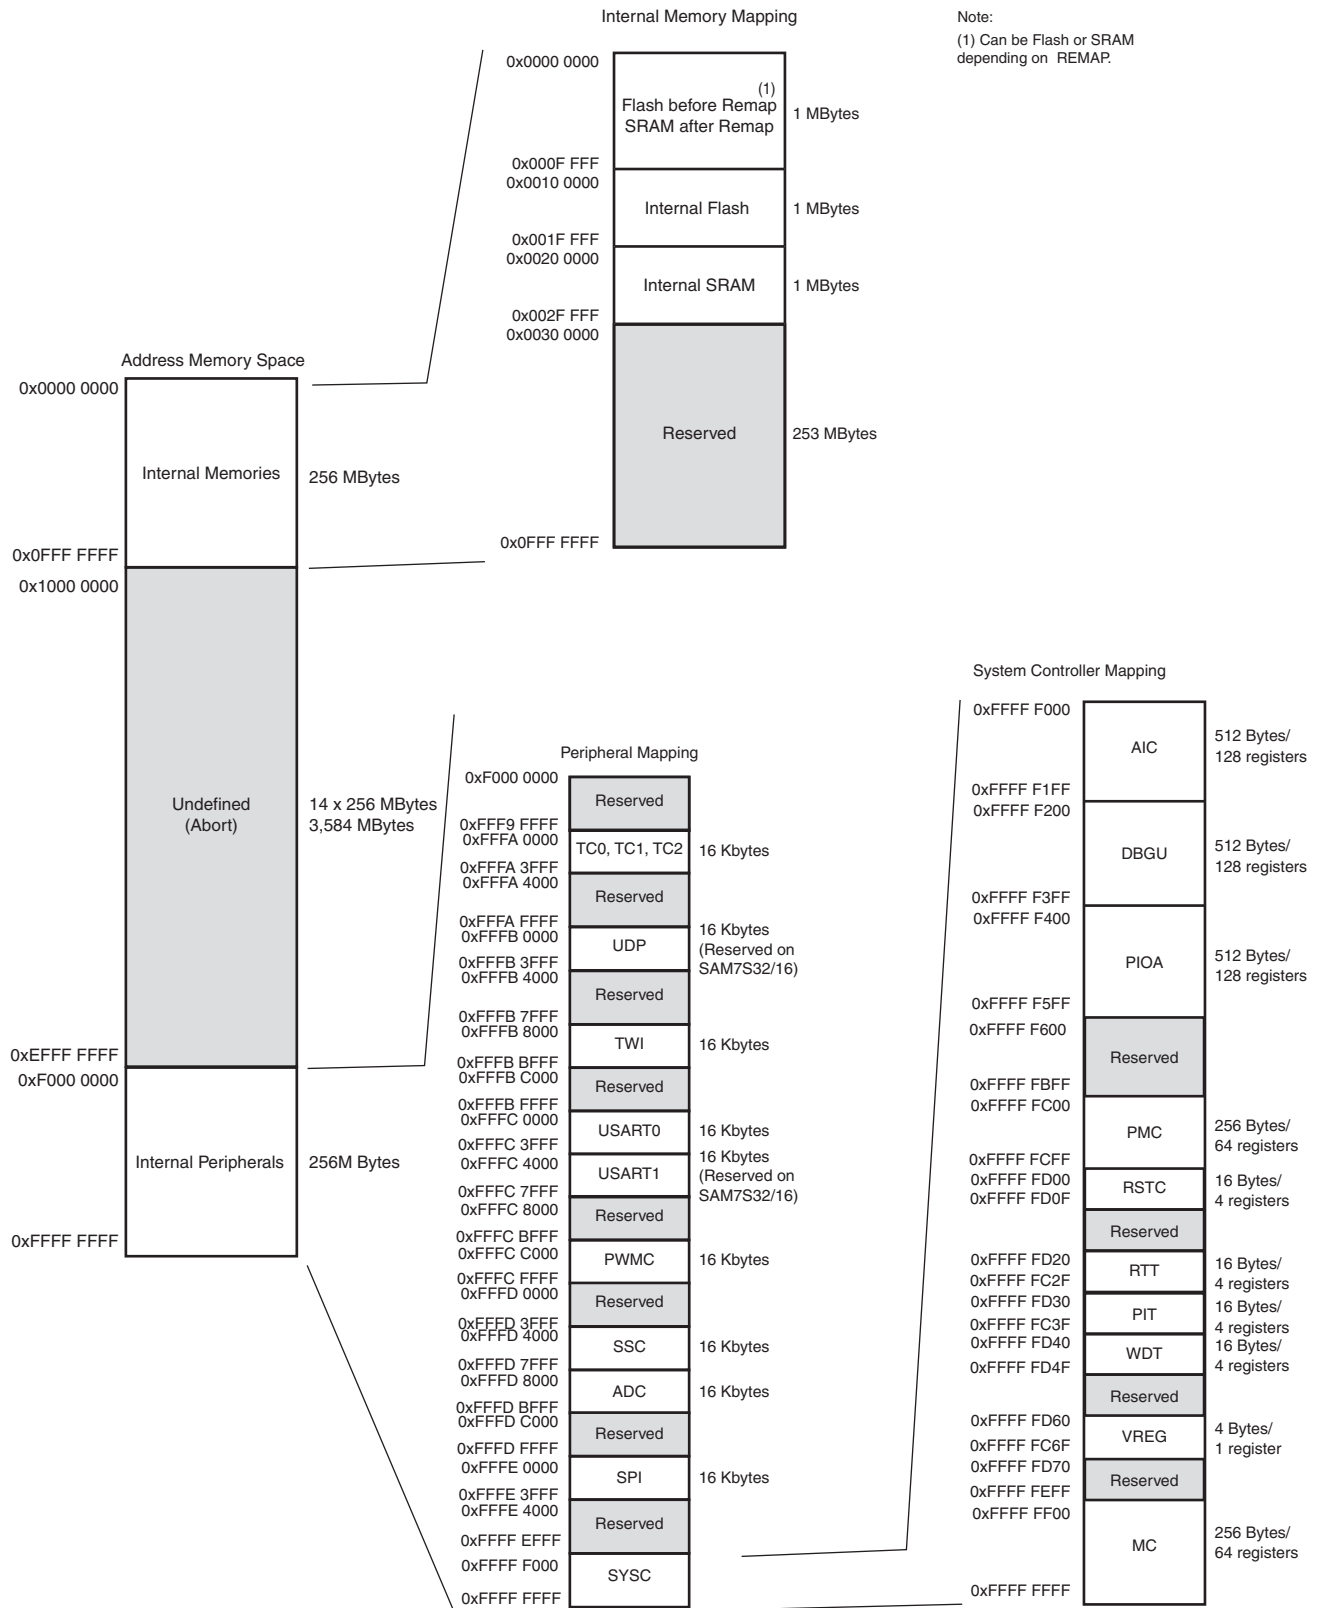 Internal Memory Mapping
Note:
(1) Can be Flash or SRAM
depending on REMAP.
0x0000 0000
(1)
Flash before Remap
SRAM after Remap
1 MBytes
0x000F FFF
0x0010 0000
Internal Flash
1 MBytes
0x001F FFF
0x0020 0000
Internal SRAM
1 MBytes
0x002F FFF
0x0030 0000
Reserved
253 MBytes
0x0FFF FFFF
Address Memory Space
0x0000 0000
Internal Memories
256 MBytes
0x0FFF FFFF
0x1000 0000
Undefined
(Abort)
14 x 256 MBytes
3,584 MBytes
0xEFFF FFFF
0xF000 0000
Internal Peripherals
256M Bytes
0xFFFF FFFF
Peripheral Mapping
0xF000 0000
Reserved
0xFFF9 FFFF
0xFFFA 0000
TC0, TC1, TC2
16 Kbytes
0xFFFA 3FFF
0xFFFA 4000
Reserved
0xFFFA FFFF
0xFFFB 0000
UDP
16 Kbytes
(Reserved on
SAM7S32/16)
0xFFFB 3FFF
0xFFFB 4000
Reserved
0xFFFB 7FFF
0xFFFB 8000
TWI
16 Kbytes
0xFFFB BFFF
0xFFFB C000
Reserved
0xFFFB FFFF
0xFFFC 0000
USART0
16 Kbytes
0xFFFC 3FFF
0xFFFC 4000
USART1
16 Kbytes
(Reserved on
SAM7S32/16)
0xFFFC 7FFF
0xFFFC 8000
Reserved
0xFFFC BFFF
0xFFFC C000
PWMC
16 Kbytes
0xFFFC FFFF
0xFFFD 0000
Reserved
0xFFFD 3FFF
0xFFFD 4000
SSC
16 Kbytes
0xFFFD 7FFF
0xFFFD 8000
ADC
16 Kbytes
0xFFFD BFFF
0xFFFD C000
Reserved
0xFFFD FFFF
0xFFFE 0000
SPI
16 Kbytes
0xFFFE 3FFF
0xFFFE 4000
Reserved
0xFFFF EFFF
0xFFFF F000
SYSC
0xFFFF FFFF
System Controller Mapping
0xFFFF F000
AIC
512 Bytes/
128 registers
0xFFFF F1FF
0xFFFF F200
DBGU
512 Bytes/
128 registers
0xFFFF F3FF
0xFFFF F400
PIOA
512 Bytes/
128 registers
0xFFFF F5FF
0xFFFF F600
Reserved
0xFFFF FBFF
0xFFFF FC00
PMC
256 Bytes/
64 registers
0xFFFF FCFF
0xFFFF FD00
RSTC
16 Bytes/
4 registers
0xFFFF FD0F
Reserved
0xFFFF FD20
RTT
16 Bytes/
4 registers
0xFFFF FC2F
0xFFFF FD30
PIT
16 Bytes/
4 registers
0xFFFF FC3F
0xFFFF FD40
WDT
16 Bytes/
4 registers
0xFFFF FD4F
Reserved
0xFFFF FD60
VREG
4 Bytes/
1 register
0xFFFF FC6F
0xFFFF FD70
Reserved
0xFFFF FEFF
0xFFFF FF00
MC
256 Bytes/
64 registers
0xFFFF FFFF